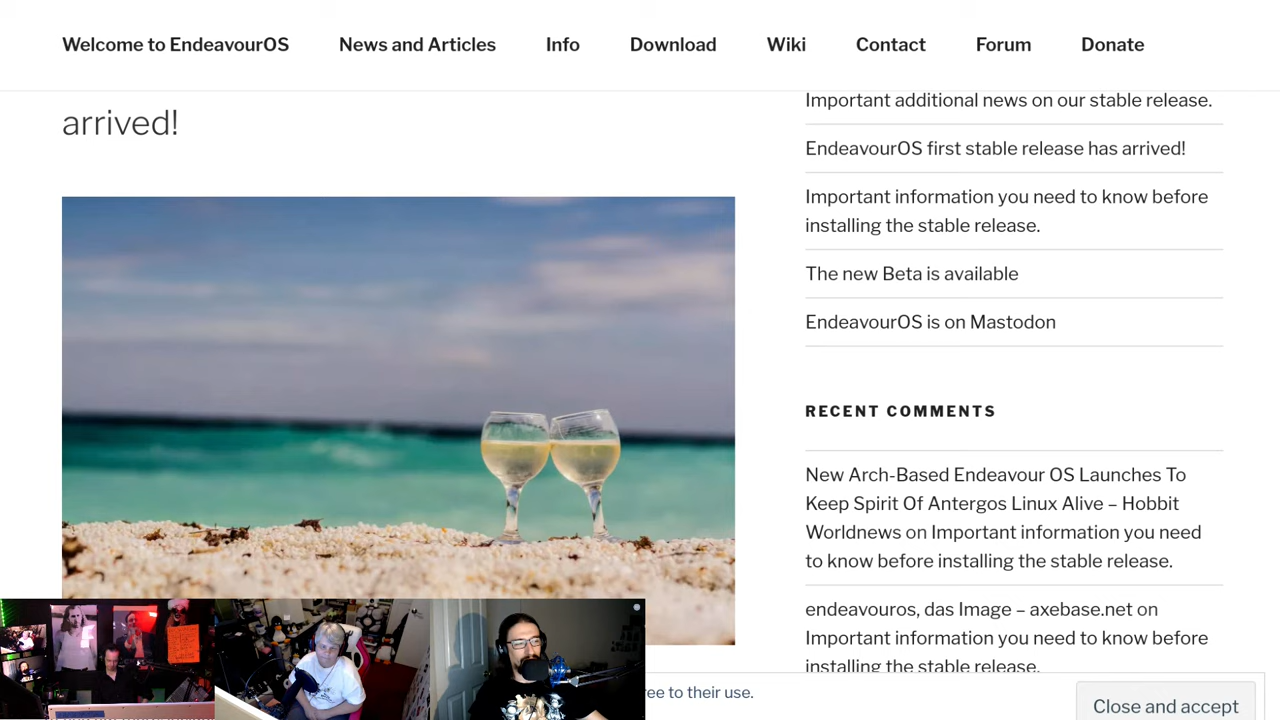 Welcome to EndeavourOS News and Articles Info Download Wiki Contact Forum Donate
arrived!
Important additional news on our stable release.
EndeavourOS first stable release has arrived!
Important information you need to know before
installing the stable release.
The new Beta is available
EndeavourOS is on Mastodon
RECENT COMMENTS
New Arch-Based Endeavour OS Launches To
Keep Spirit Of Antergos Linux Alive – Hobbit
Worldnews on Important information you need
to know before installing the stable release.
endeavouros, das Image – axebase.net on
Important information you need to know before
installing the stable release.
ree to their use.
Close and accept